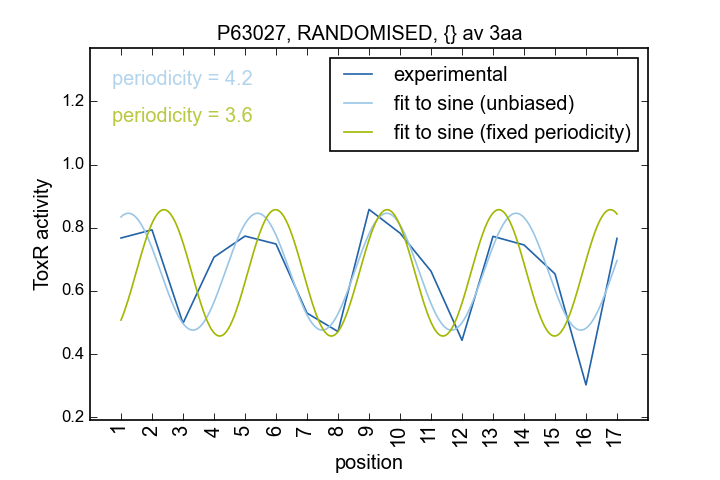 P63027, RANDOMISED, {} av 3aa
periodicity = 4.2
periodicity = 3.6
experimental
fit to sine (unbiased)
fit to sine (fixed periodicity)
ToxR activity
1.2
1.0
0.8
0.6
0.4
0.2
1 2 3 4 5 6 7 8 9 10 11 12 13 14 15 16 17
position